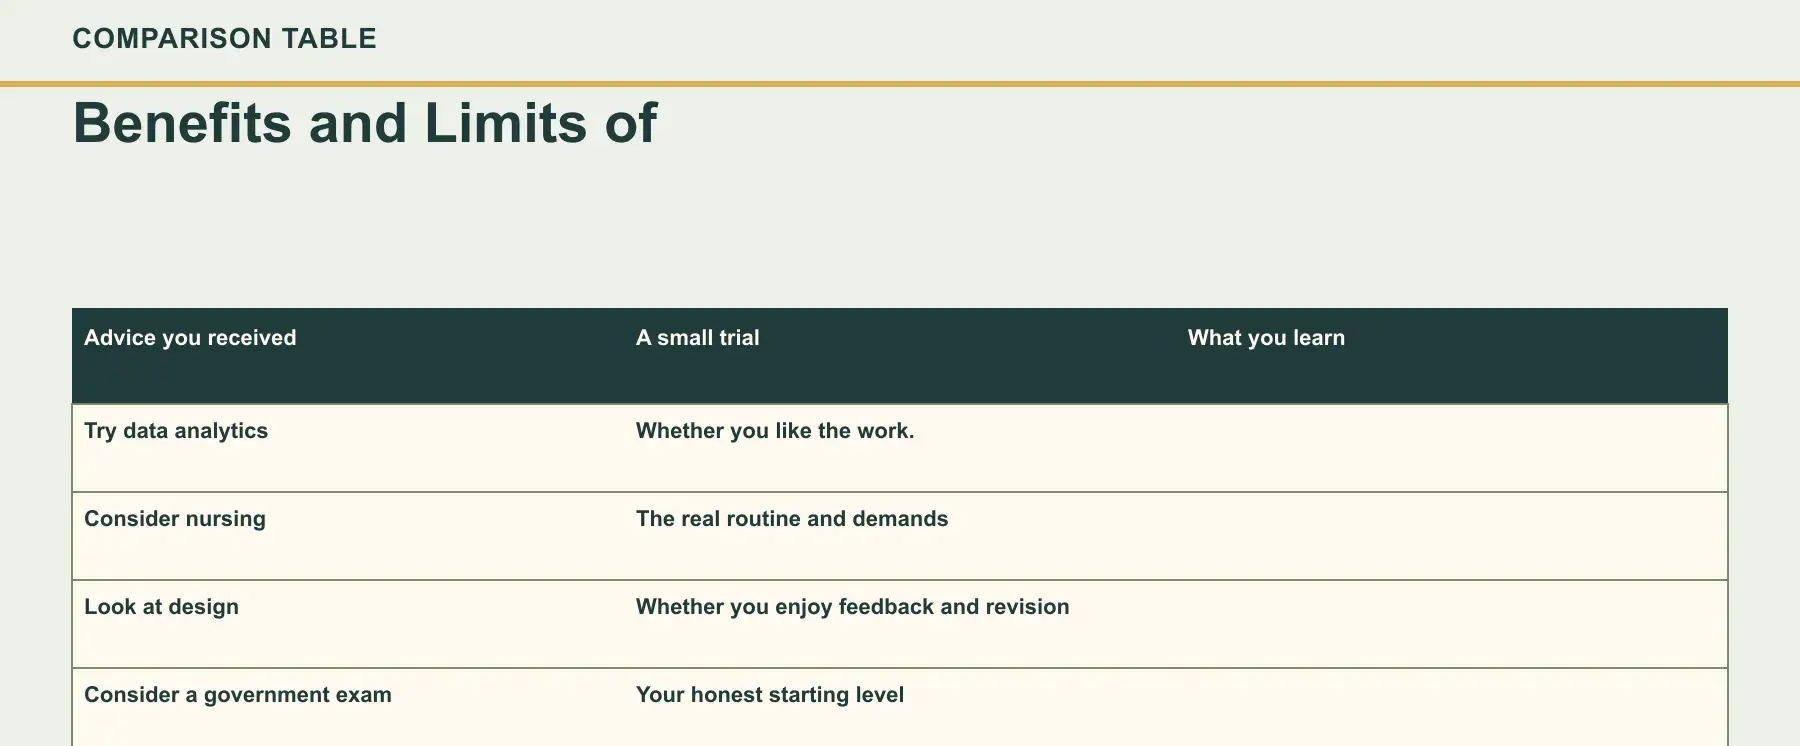 COMPARISON TABLE
Benefits and Limits of
Advice you received A small trial What you learn
Try data analytics Whether you like the work.
Consider nursing The real routine and demands
Look at design Whether you enjoy feedback and revision
Consider a government exam Your honest starting level